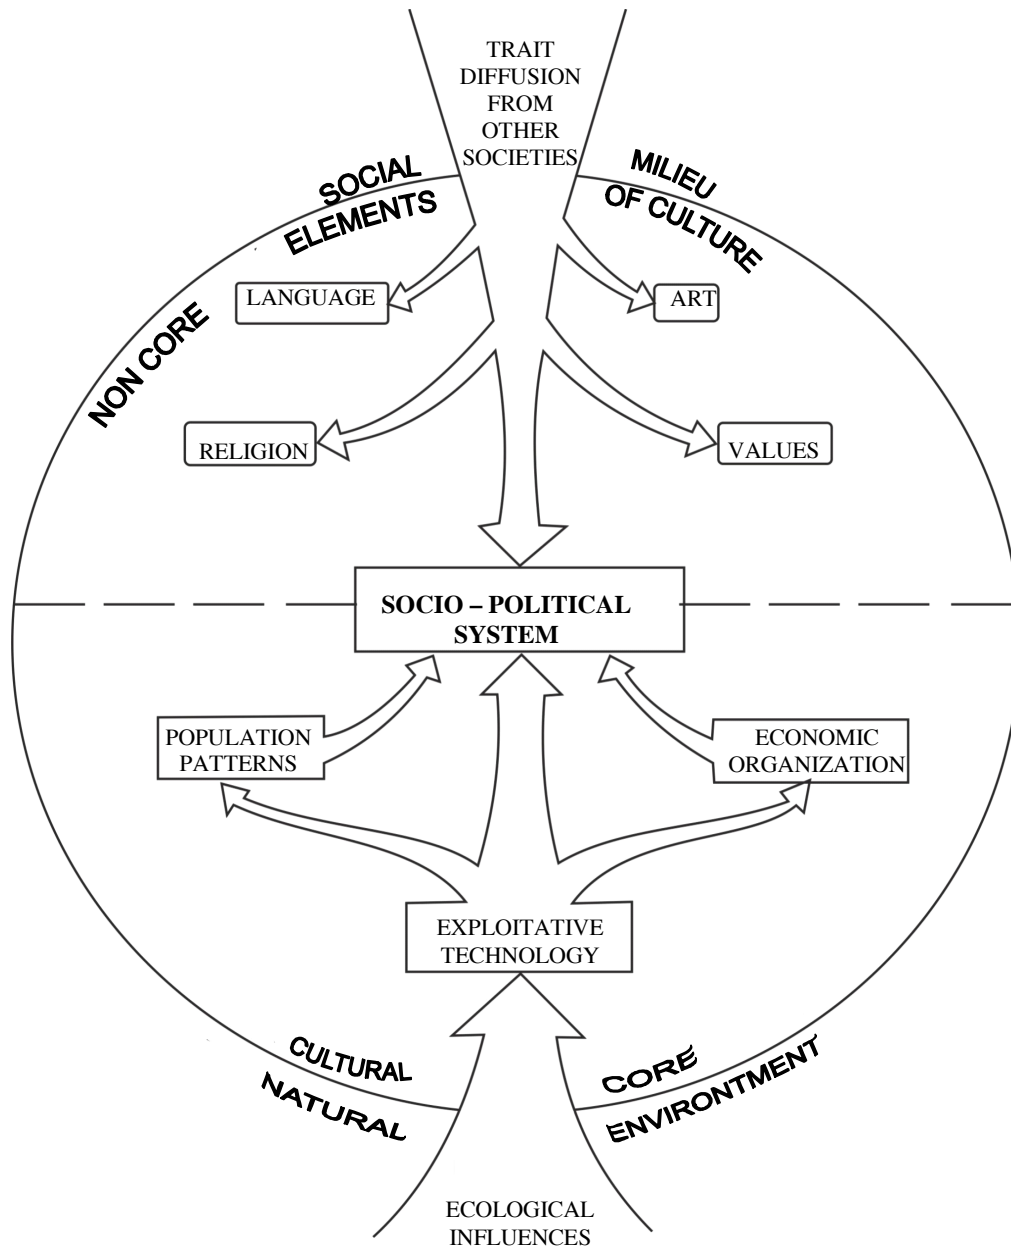 TRAIT
DIFFUSION
FROM
OTHER
SOCIETIES
SOCIAL
ELEMENTS
MILIEU
OF CULTURE
NON CORE
LANGUAGE
ART
RELIGION
VALUES
SOCIO – POLITICAL
SYSTEM
POPULATION
PATTERNS
ECONOMIC
ORGANIZATION
EXPLOITATIVE
TECHNOLOGY
CULTURAL
CORE
NATURAL
ENVIRONTMENT
ECOLOGICAL
INFLUENCES